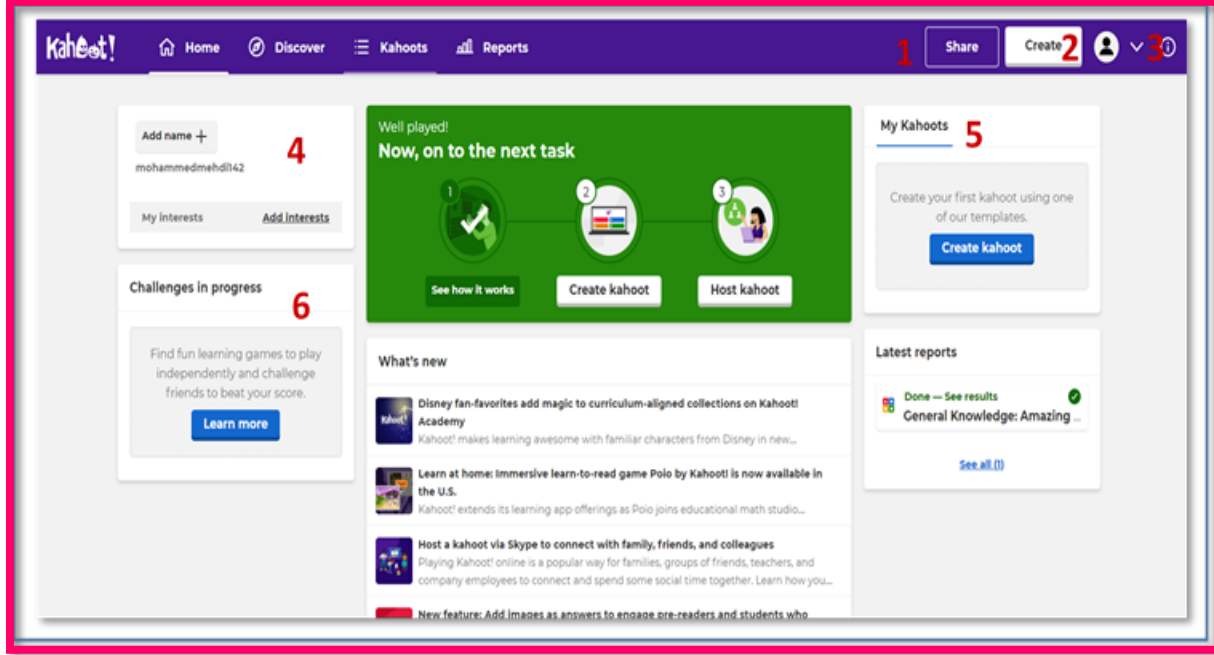 Kahoot!
Home
Discover
Kahoots
Reports
1
Share
Create
2
3
Add name +
mohammedmehdi142
4
My interests
Add interests
Challenges in progress
6
Find fun learning games to play
independently and challenge
friends to beat your score.
Learn more
Well played!
Now, on to the next task
1
2
3
See how it works
Create kahoot
Host kahoot
What's new
Disney fan-favorites add magic to curriculum-aligned collections on Kahoot!
Academy
Kahoot! makes learning awesome with familiar characters from Disney in new...
Learn at home: Immersive learn-to-read game Poio by Kahoot! is now available in
the U.S.
Kahoot! extends its learning app offerings as Poio joins educational math studio...
Host a kahoot via Skype to connect with family, friends, and colleagues
Playing Kahoot! online is a popular way for families, groups of friends, teachers, and
company employees to connect and spend some social time together. Learn how you...
New feature: Add images as answers to engage pre-readers and students who
My Kahoots
5
Create your first kahoot using one
of our templates.
Create kahoot
Latest reports
Done — See results
General Knowledge: Amazing ...
See all (1)